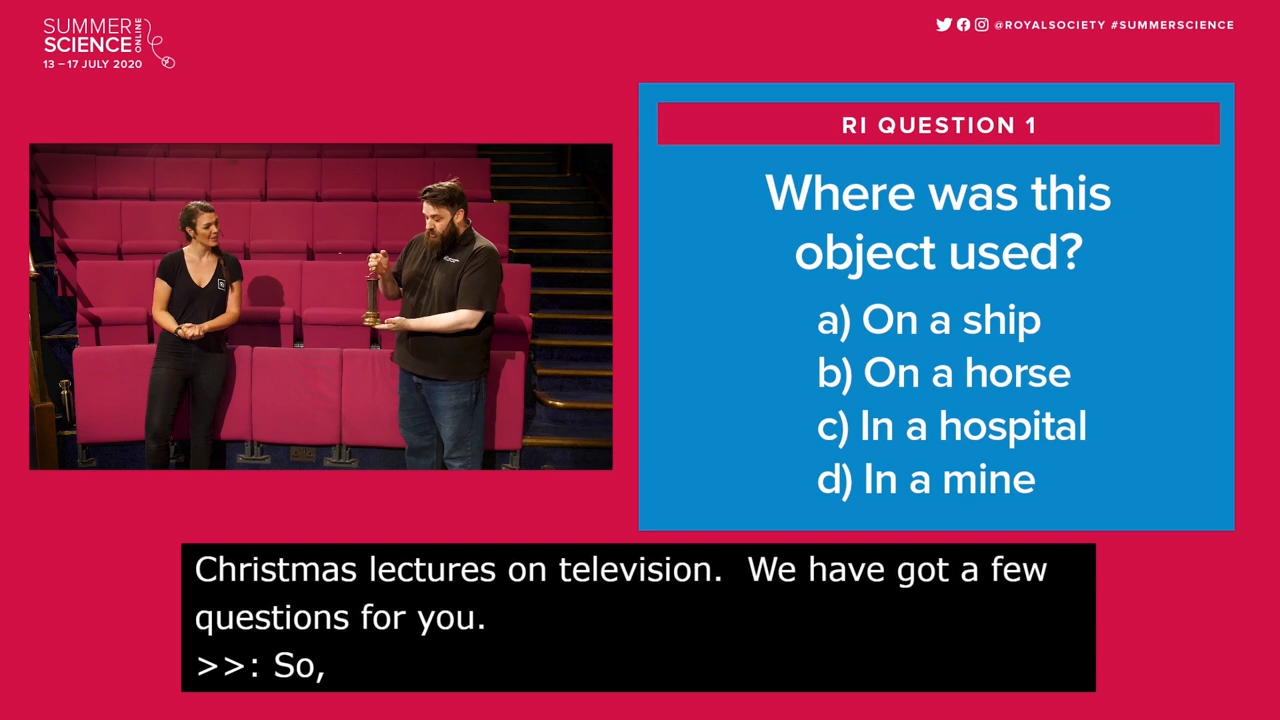 SUMMER
SCIENCE
ONLINE
13 – 17 JULY 2020
@ROYALSOCIETY #SUMMERSCIENCE
RI QUESTION 1
Where was this
object used?
a) On a ship
b) On a horse
c) In a hospital
d) In a mine
Christmas lectures on television.  We have got a few
questions for you.
>>: So,